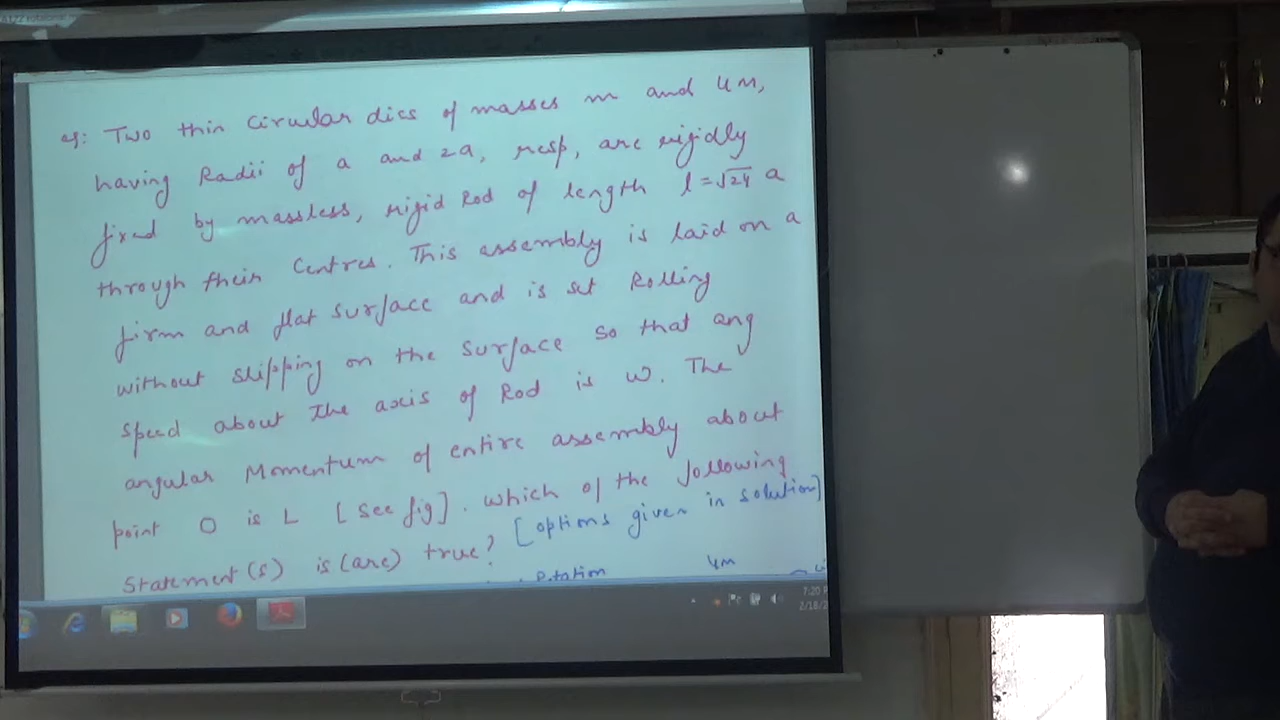 Q: Two thin circular dics of masses m and 4m,
having Radii of a and 2a, resp, are rigidly
fixed by massless, rigid Rod of length l = √24 a
through their Centres. This assembly is laid on a
firm and flat surface and is set Rolling
without slipping on the surface so that ang
speed about the axis of Rod is ω. The
angular Momentum of entire assembly about
point O is L [see fig]. which of the following
Statement(s) is (are) true? [options given in solution]
4m
7:20 P